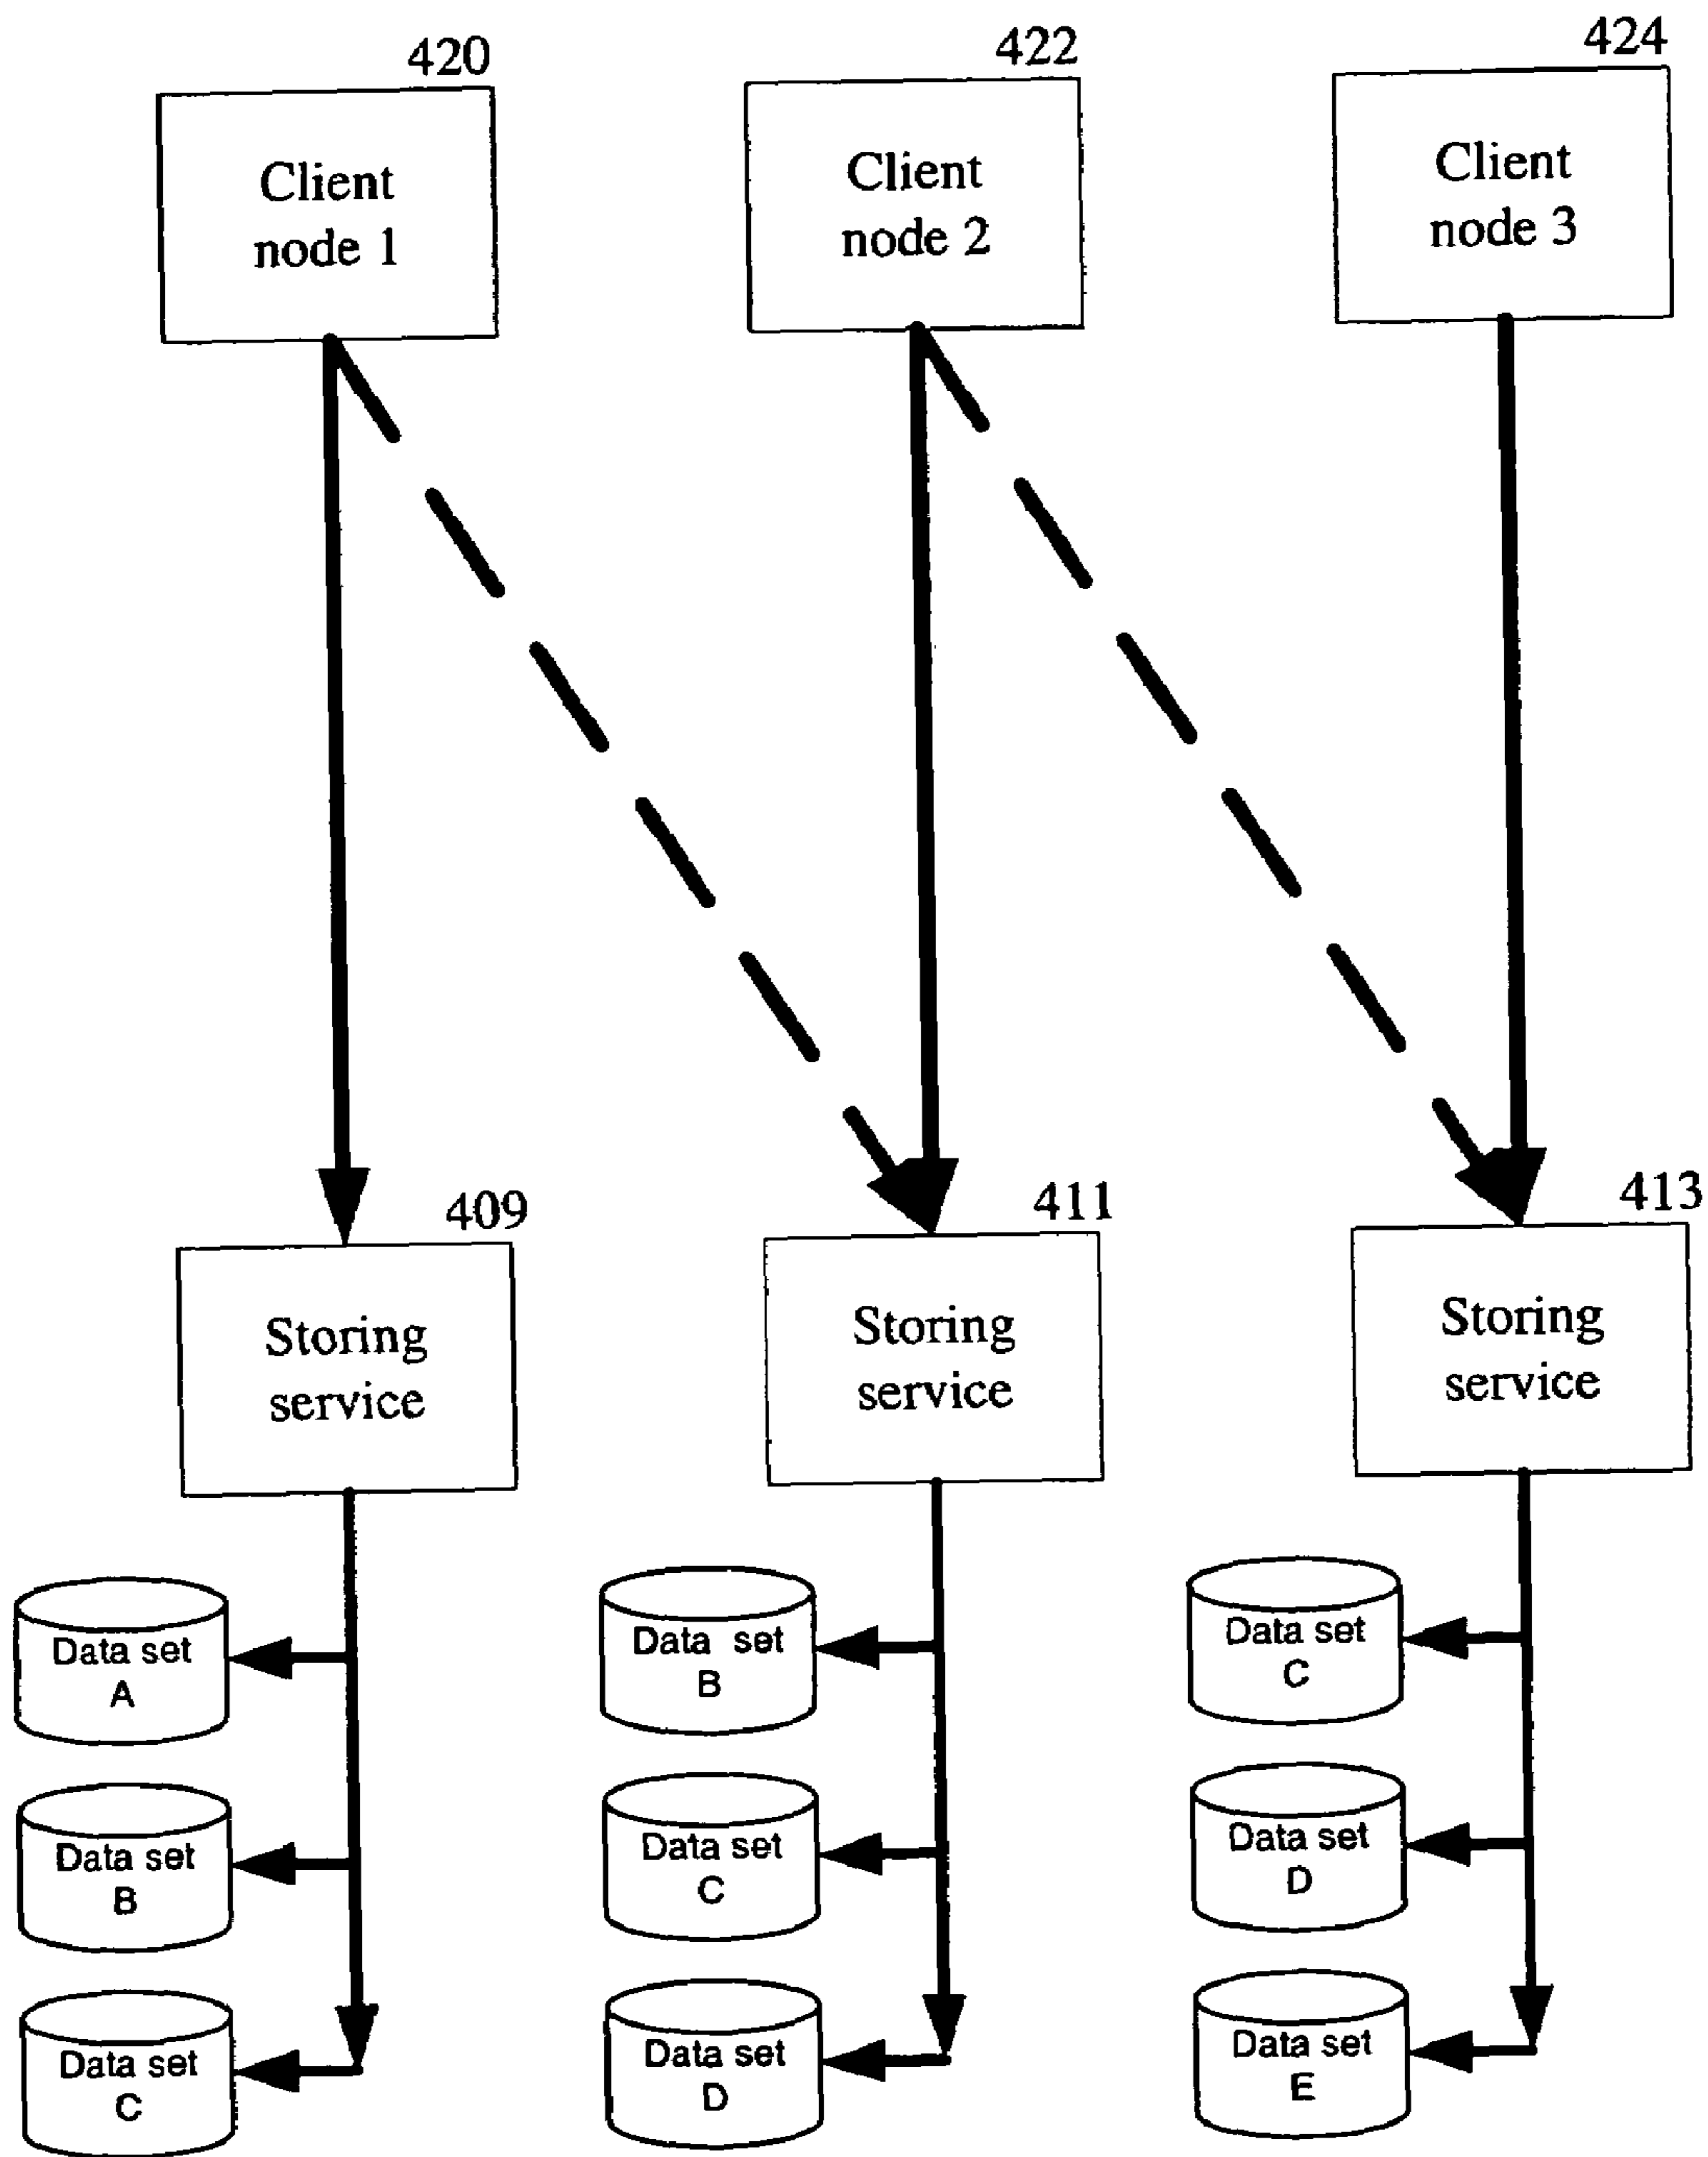 420
422
424
Client
node 1
Client
node 2
Client
node 3
409
411
413
Storing
service
Storing
service
Storing
service
Data set
A
Data set
B
Data set
C
Data set
B
Data set
C
Data set
D
Data set
C
Data set
D
Data set
E